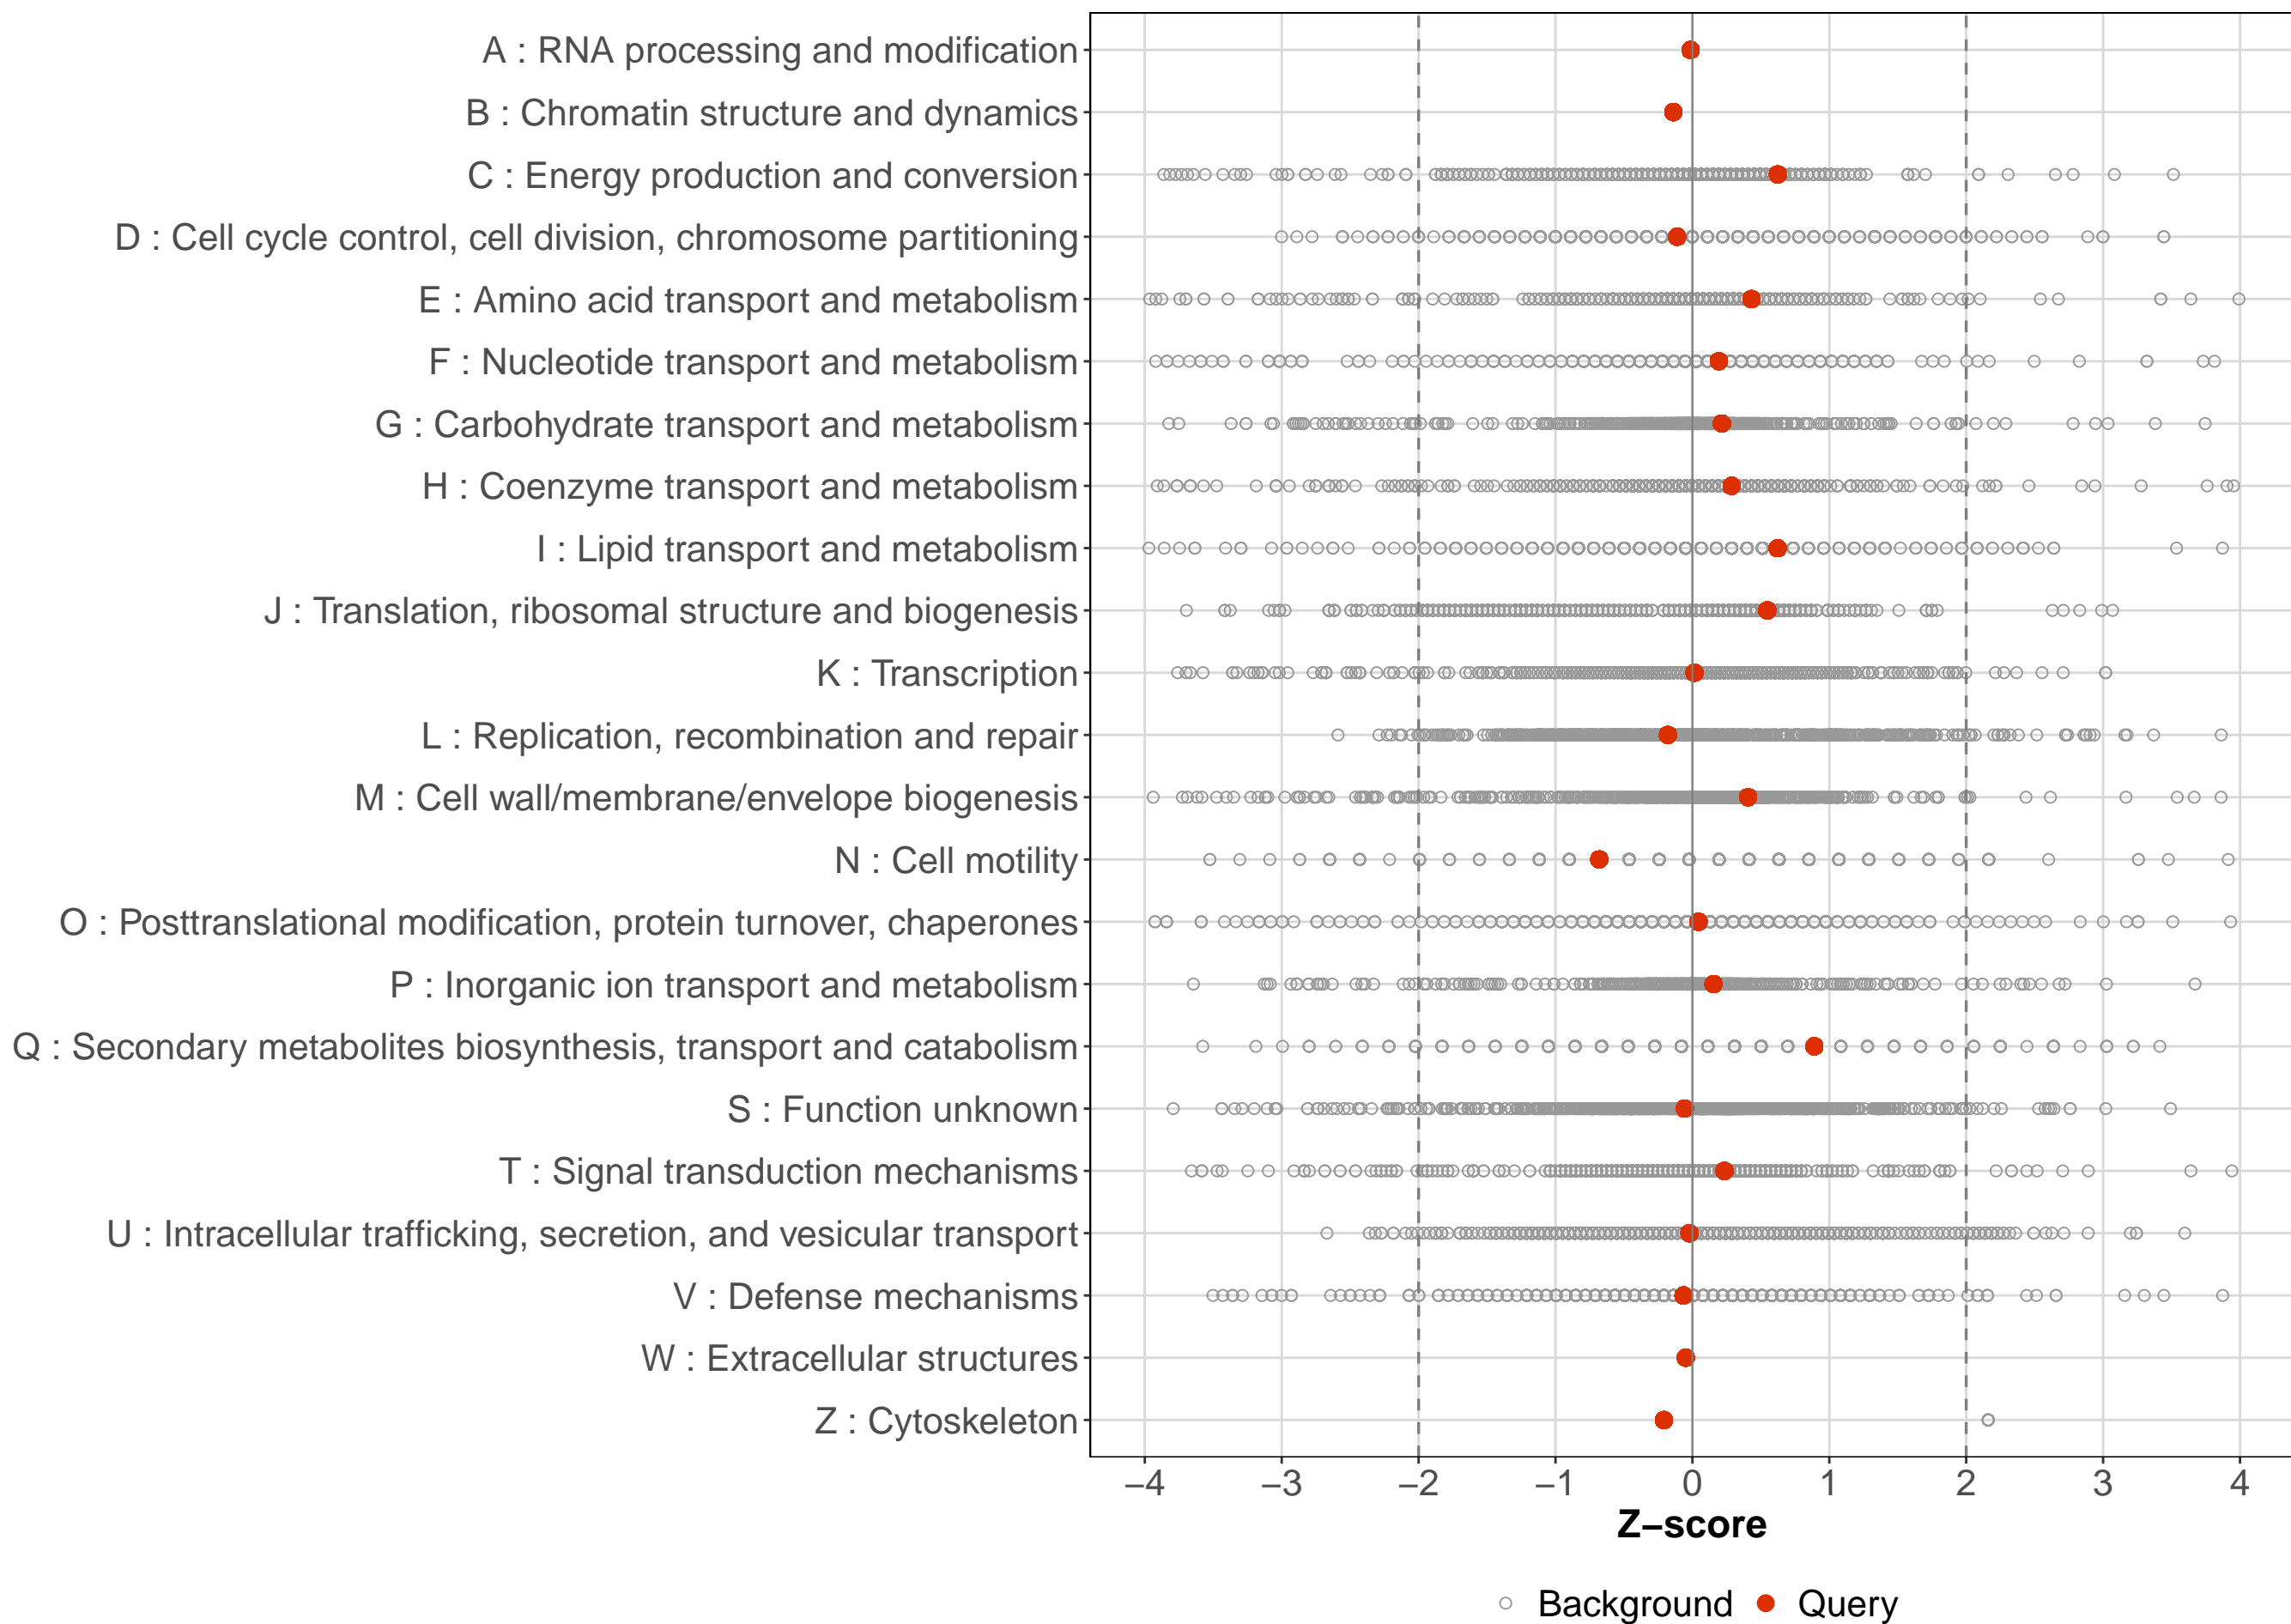 A : RNA processing and modification
B : Chromatin structure and dynamics
C : Energy production and conversion
D : Cell cycle control, cell division, chromosome partitioning
E : Amino acid transport and metabolism
F : Nucleotide transport and metabolism
G : Carbohydrate transport and metabolism
H : Coenzyme transport and metabolism
I : Lipid transport and metabolism
J : Translation, ribosomal structure and biogenesis
K : Transcription
L : Replication, recombination and repair
M : Cell wall/membrane/envelope biogenesis
N : Cell motility
O : Posttranslational modification, protein turnover, chaperones
P : Inorganic ion transport and metabolism
Q : Secondary metabolites biosynthesis, transport and catabolism
S : Function unknown
T : Signal transduction mechanisms
U : Intracellular trafficking, secretion, and vesicular transport
V : Defense mechanisms
W : Extracellular structures
Z : Cytoskeleton
−4 −3 −2 −1 0 1 2 3 4
Z−score
Background Query